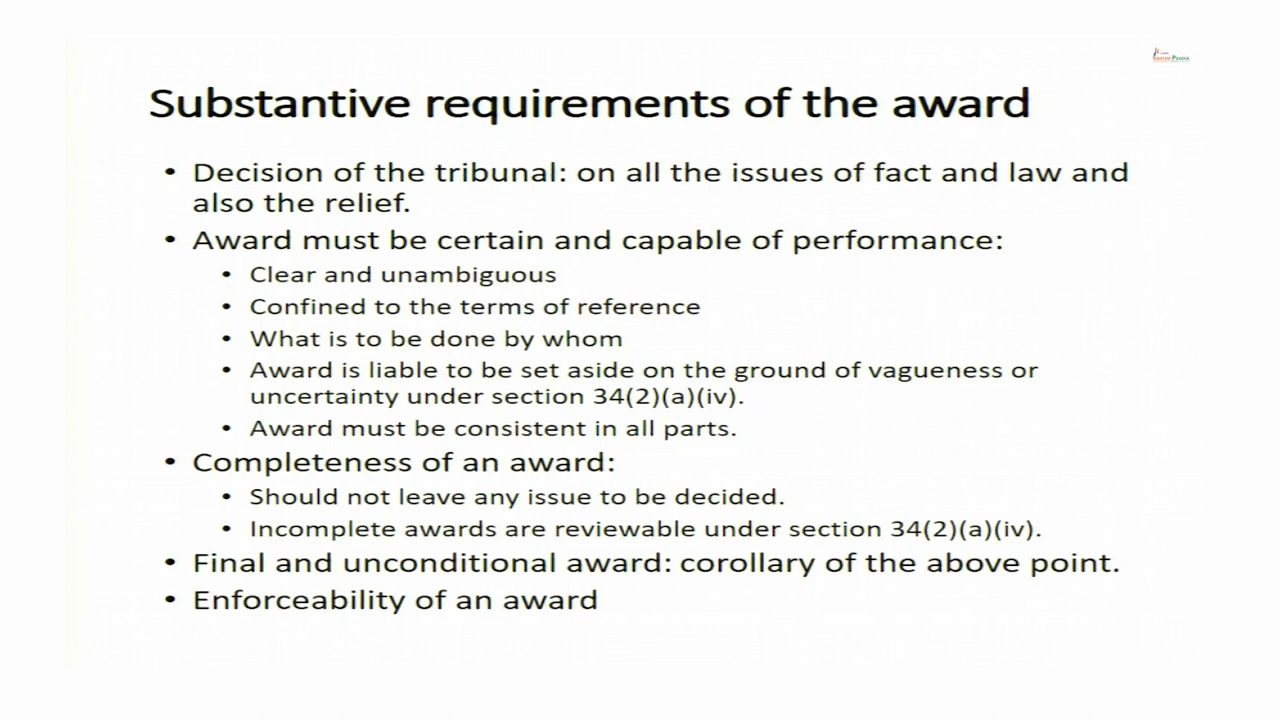 Substantive requirements of the award
• Decision of the tribunal: on all the issues of fact and law and
also the relief.
• Award must be certain and capable of performance:
• Clear and unambiguous
• Confined to the terms of reference
• What is to be done by whom
• Award is liable to be set aside on the ground of vagueness or
uncertainty under section 34(2)(a)(iv).
• Award must be consistent in all parts.
• Completeness of an award:
• Should not leave any issue to be decided.
• Incomplete awards are reviewable under section 34(2)(a)(iv).
• Final and unconditional award: corollary of the above point.
• Enforceability of an award